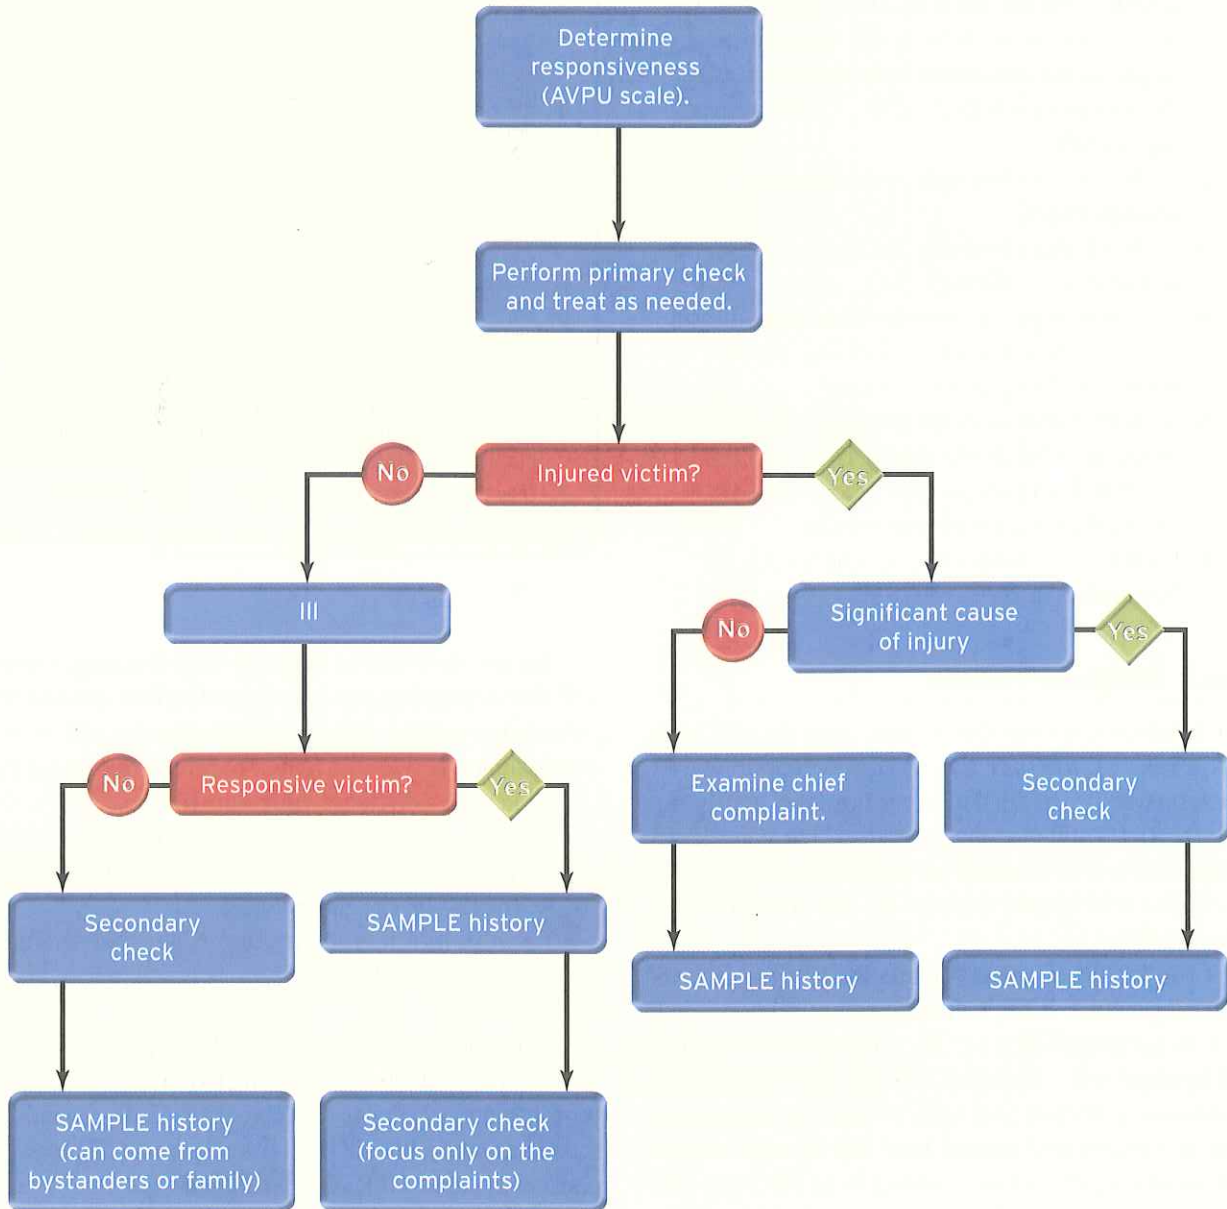 Determine
responsiveness
(AVPU scale).
Perform primary check
and treat as needed.
No
Injured victim?
Yes
Ill
No
Significant cause
of injury
Yes
No
Responsive victim?
Yes
Examine chief
complaint.
Secondary
check
Secondary
check
SAMPLE history
SAMPLE history
SAMPLE history
SAMPLE history
(can come from
bystanders or family)
Secondary check
(focus only on the
complaints)